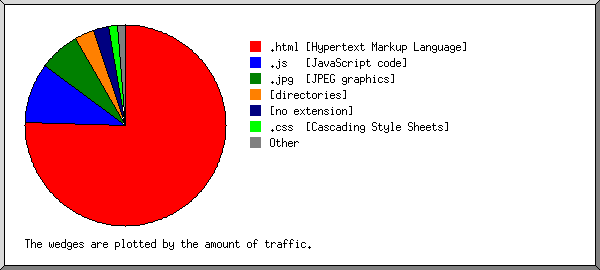 .html [Hypertext Markup Language]
.js [JavaScript code]
.jpg [JPEG graphics]
[directories]
[no extension]
.css [Cascading Style Sheets]
Other
The wedges are plotted by the amount of traffic.